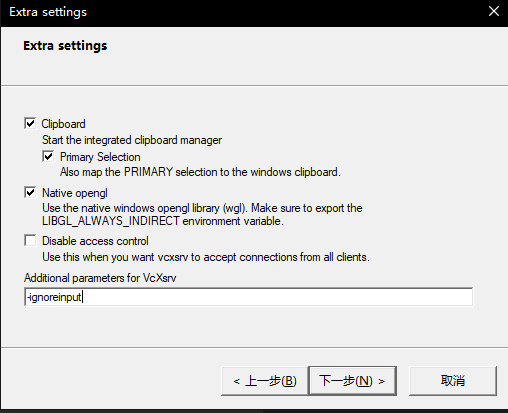 Extra settings
Extra settings
Clipboard
Start the integrated clipboard manager
Primary Selection
Also map the PRIMARY selection to the windows clipboard.
Native opengl
Use the native windows opengl library (wgl). Make sure to export the
LIBGL_ALWAYS_INDIRECT environment variable.
Disable access control
Use this when you want vcxsrv to accept connections from all clients.
Additional parameters for VcXsrv
-ignoreinput
< 上一步(B) 下一步(N) > 取消